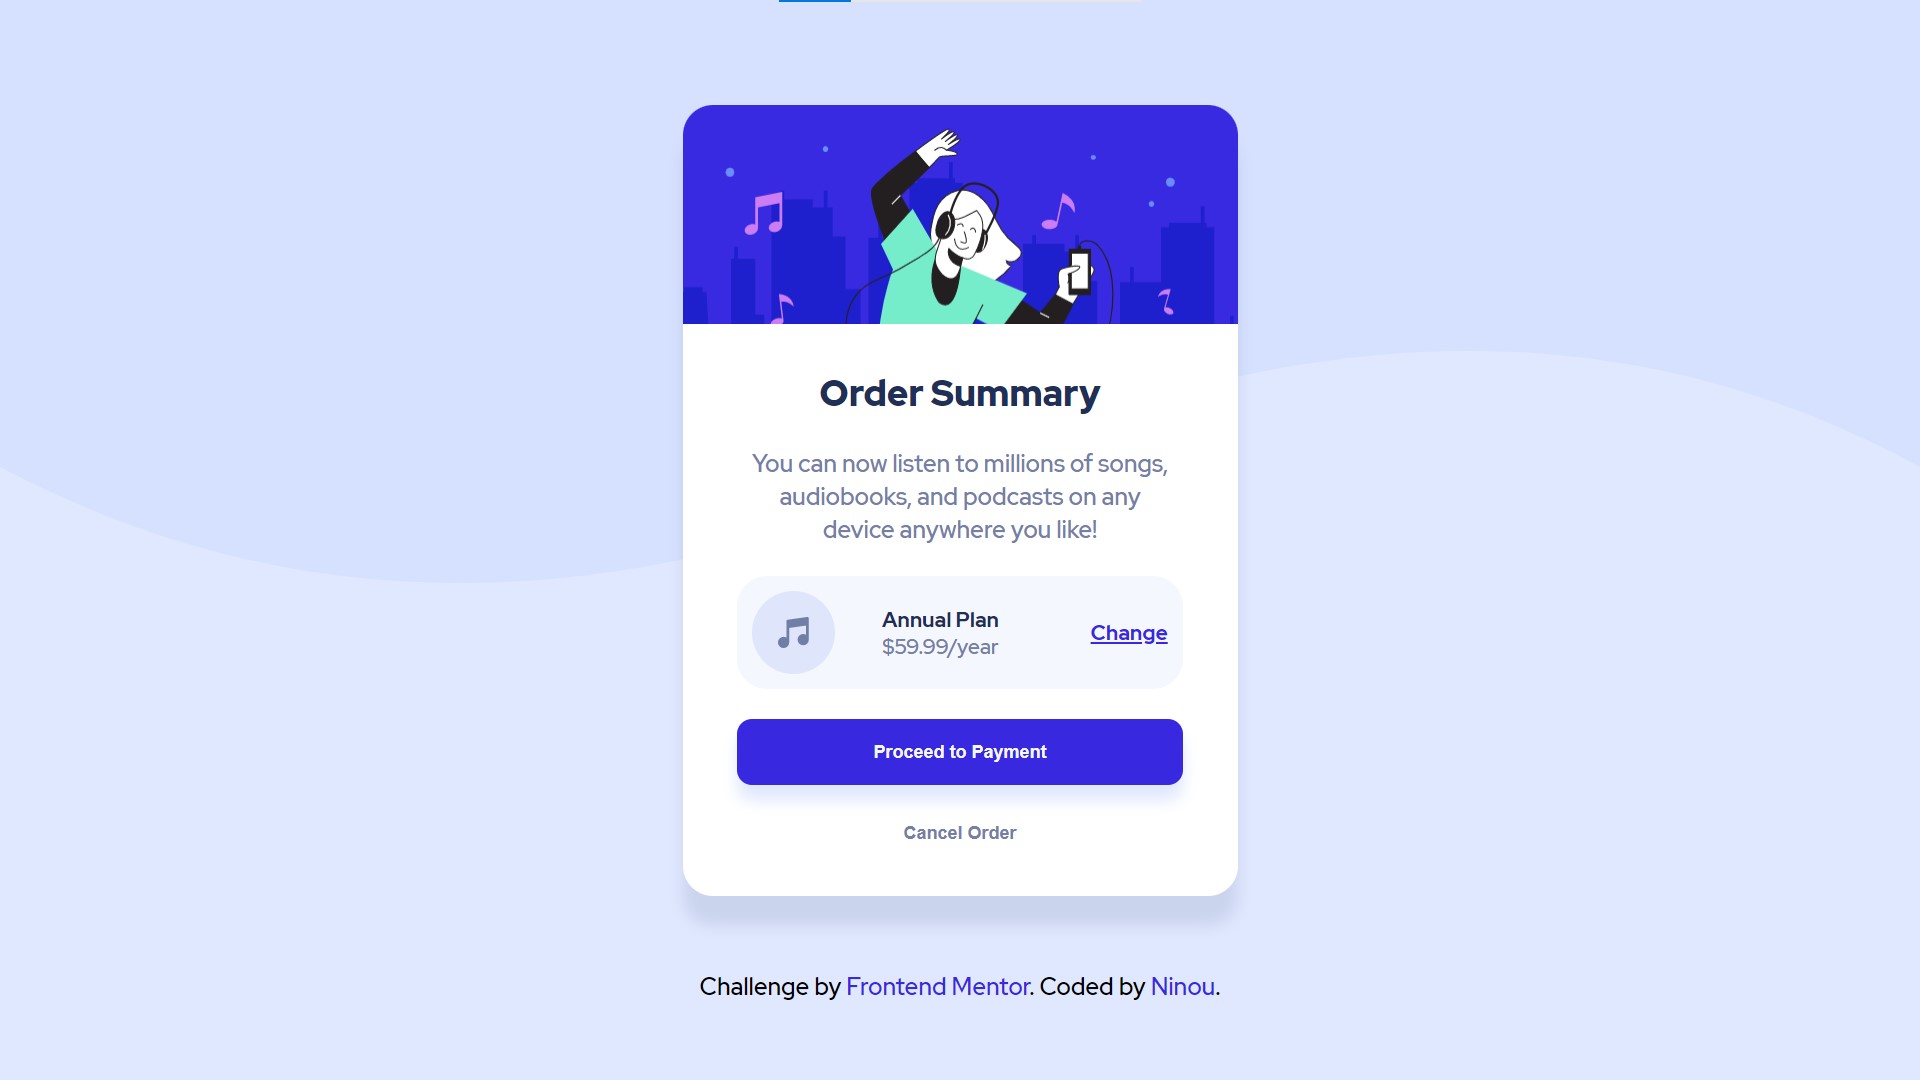 Order Summary
You can now listen to millions of songs,
audiobooks, and podcasts on any
device anywhere you like!
Annual Plan
$59.99/year
Change
Proceed to Payment
Cancel Order
Challenge by Frontend Mentor. Coded by Ninou.